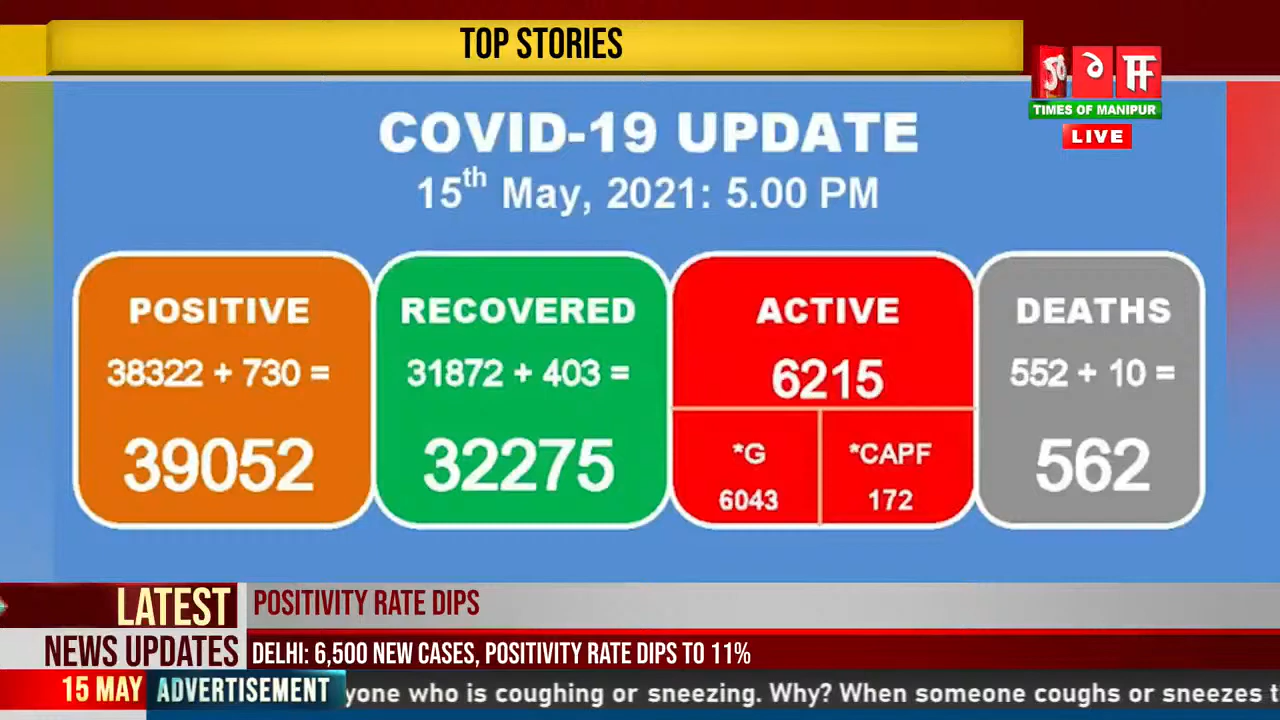 TOP STORIES
TIMES OF MANIPUR
LIVE
COVID-19 UPDATE
15th May, 2021: 5.00 PM
POSITIVE
38322 + 730 =
39052
RECOVERED
31872 + 403 =
32275
ACTIVE
6215
*G
6043
*CAPF
172
DEATHS
552 + 10 =
562
LATEST
NEWS UPDATES
POSITIVITY RATE DIPS
DELHI: 6,500 NEW CASES, POSITIVITY RATE DIPS TO 11%
15 MAY
ADVERTISEMENT
yone who is coughing or sneezing. Why? When someone coughs or sneezes t